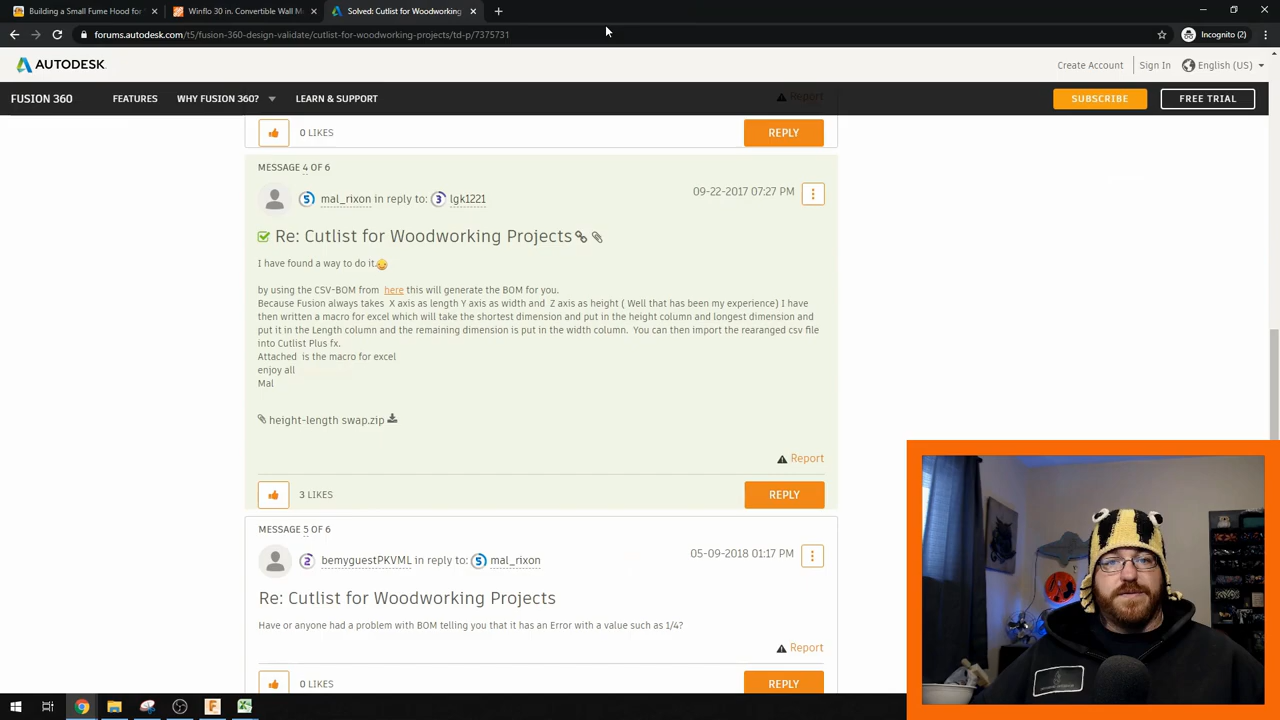 Building a Small Fume Hood for
Winflo 30 in. Convertible Wall M
Solved: Cutlist for Woodworking
forums.autodesk.com/t5/fusion-360-design-validate/cutlist-for-woodworking-projects/td-p/7375731
Incognito (2)
AUTODESK.
Create Account
Sign In
English (US)
FUSION 360
FEATURES
WHY FUSION 360?
LEARN & SUPPORT
SUBSCRIBE
FREE TRIAL
Report
0 LIKES
REPLY
MESSAGE 4 OF 6
5 mal_rixon in reply to: 3 lgk1221
09-22-2017 07:27 PM
Re: Cutlist for Woodworking Projects
I have found a way to do it.
by using the CSV-BOM from here this will generate the BOM for you.
Because Fusion always takes X axis as length Y axis as width and Z axis as height ( Well that has been my experience) I have
then written a macro for excel which will take the shortest dimension and put in the height column and longest dimension and
put it in the Length column and the remaining dimension is put in the width column. You can then import the rearanged csv file
into Cutlist Plus fx.
Attached is the macro for excel
enjoy all
Mal
height-length swap.zip
Report
3 LIKES
REPLY
MESSAGE 5 OF 6
2 bemyguestPKVML in reply to: 5 mal_rixon
05-09-2018 01:17 PM
Re: Cutlist for Woodworking Projects
Have or anyone had a problem with BOM telling you that it has an Error with a value such as 1/4?
Report
0 LIKES
REPLY